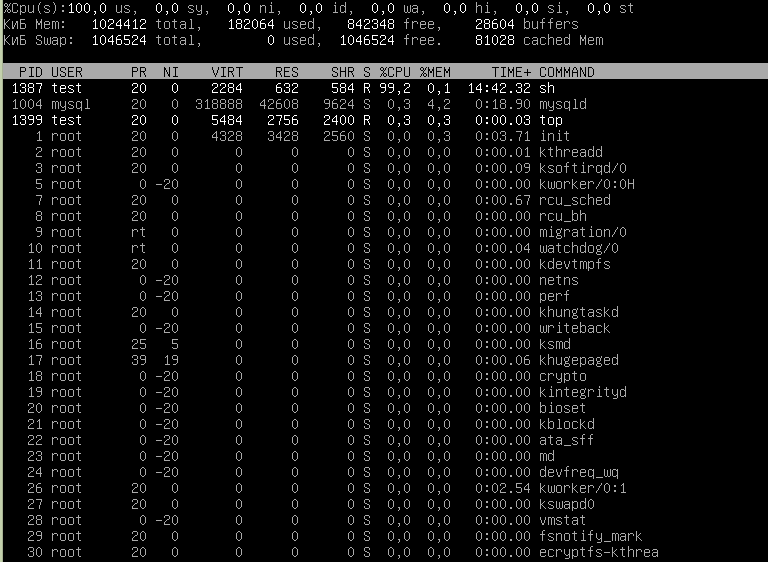 %Cpu(s):100,0 us,  0,0 sy,  0,0 ni,  0,0 id,  0,0 wa,  0,0 hi,  0,0 si,  0,0 st
КиБ Mem:   1024412 total,   182064 used,   842348 free,    28604 buffers
КиБ Swap:  1046524 total,        0 used,  1046524 free.    81028 cached Mem
PID USER      PR  NI    VIRT    RES    SHR S %CPU %MEM     TIME+ COMMAND
1387 test      20   0    2284    632    584 R 99,2  0,1  14:42.32 sh
1004 mysql     20   0  318888  42608   9624 S  0,3  4,2   0:18.90 mysqld
1399 test      20   0    5484   2756   2400 R  0,3  0,3   0:00.03 top
1 root      20   0    4328   3428   2560 S  0,0  0,3   0:03.71 init
2 root      20   0       0      0      0 S  0,0  0,0   0:00.01 kthreadd
3 root      20   0       0      0      0 S  0,0  0,0   0:00.09 ksoftirqd/0
5 root       0 -20       0      0      0 S  0,0  0,0   0:00.00 kworker/0:0H
7 root      20   0       0      0      0 S  0,0  0,0   0:00.67 rcu_sched
8 root      20   0       0      0      0 S  0,0  0,0   0:00.00 rcu_bh
9 root      rt   0       0      0      0 S  0,0  0,0   0:00.00 migration/0
10 root      rt   0       0      0      0 S  0,0  0,0   0:00.04 watchdog/0
11 root      20   0       0      0      0 S  0,0  0,0   0:00.00 kdevtmpfs
12 root       0 -20       0      0      0 S  0,0  0,0   0:00.00 netns
13 root       0 -20       0      0      0 S  0,0  0,0   0:00.00 perf
14 root      20   0       0      0      0 S  0,0  0,0   0:00.00 khungtaskd
15 root       0 -20       0      0      0 S  0,0  0,0   0:00.00 writeback
16 root      25   5       0      0      0 S  0,0  0,0   0:00.00 ksmd
17 root      39  19       0      0      0 S  0,0  0,0   0:00.06 khugepaged
18 root       0 -20       0      0      0 S  0,0  0,0   0:00.00 crypto
19 root       0 -20       0      0      0 S  0,0  0,0   0:00.00 kintegrityd
20 root       0 -20       0      0      0 S  0,0  0,0   0:00.00 bioset
21 root       0 -20       0      0      0 S  0,0  0,0   0:00.00 kblockd
22 root       0 -20       0      0      0 S  0,0  0,0   0:00.00 ata_sff
23 root       0 -20       0      0      0 S  0,0  0,0   0:00.00 md
24 root       0 -20       0      0      0 S  0,0  0,0   0:00.00 devfreq_wq
26 root      20   0       0      0      0 S  0,0  0,0   0:02.54 kworker/0:1
27 root      20   0       0      0      0 S  0,0  0,0   0:00.00 kswapd0
28 root       0 -20       0      0      0 S  0,0  0,0   0:00.00 vmstat
29 root      20   0       0      0      0 S  0,0  0,0   0:00.00 fsnotify_mark
30 root      20   0       0      0      0 S  0,0  0,0   0:00.00 ecryptfs-kthrea